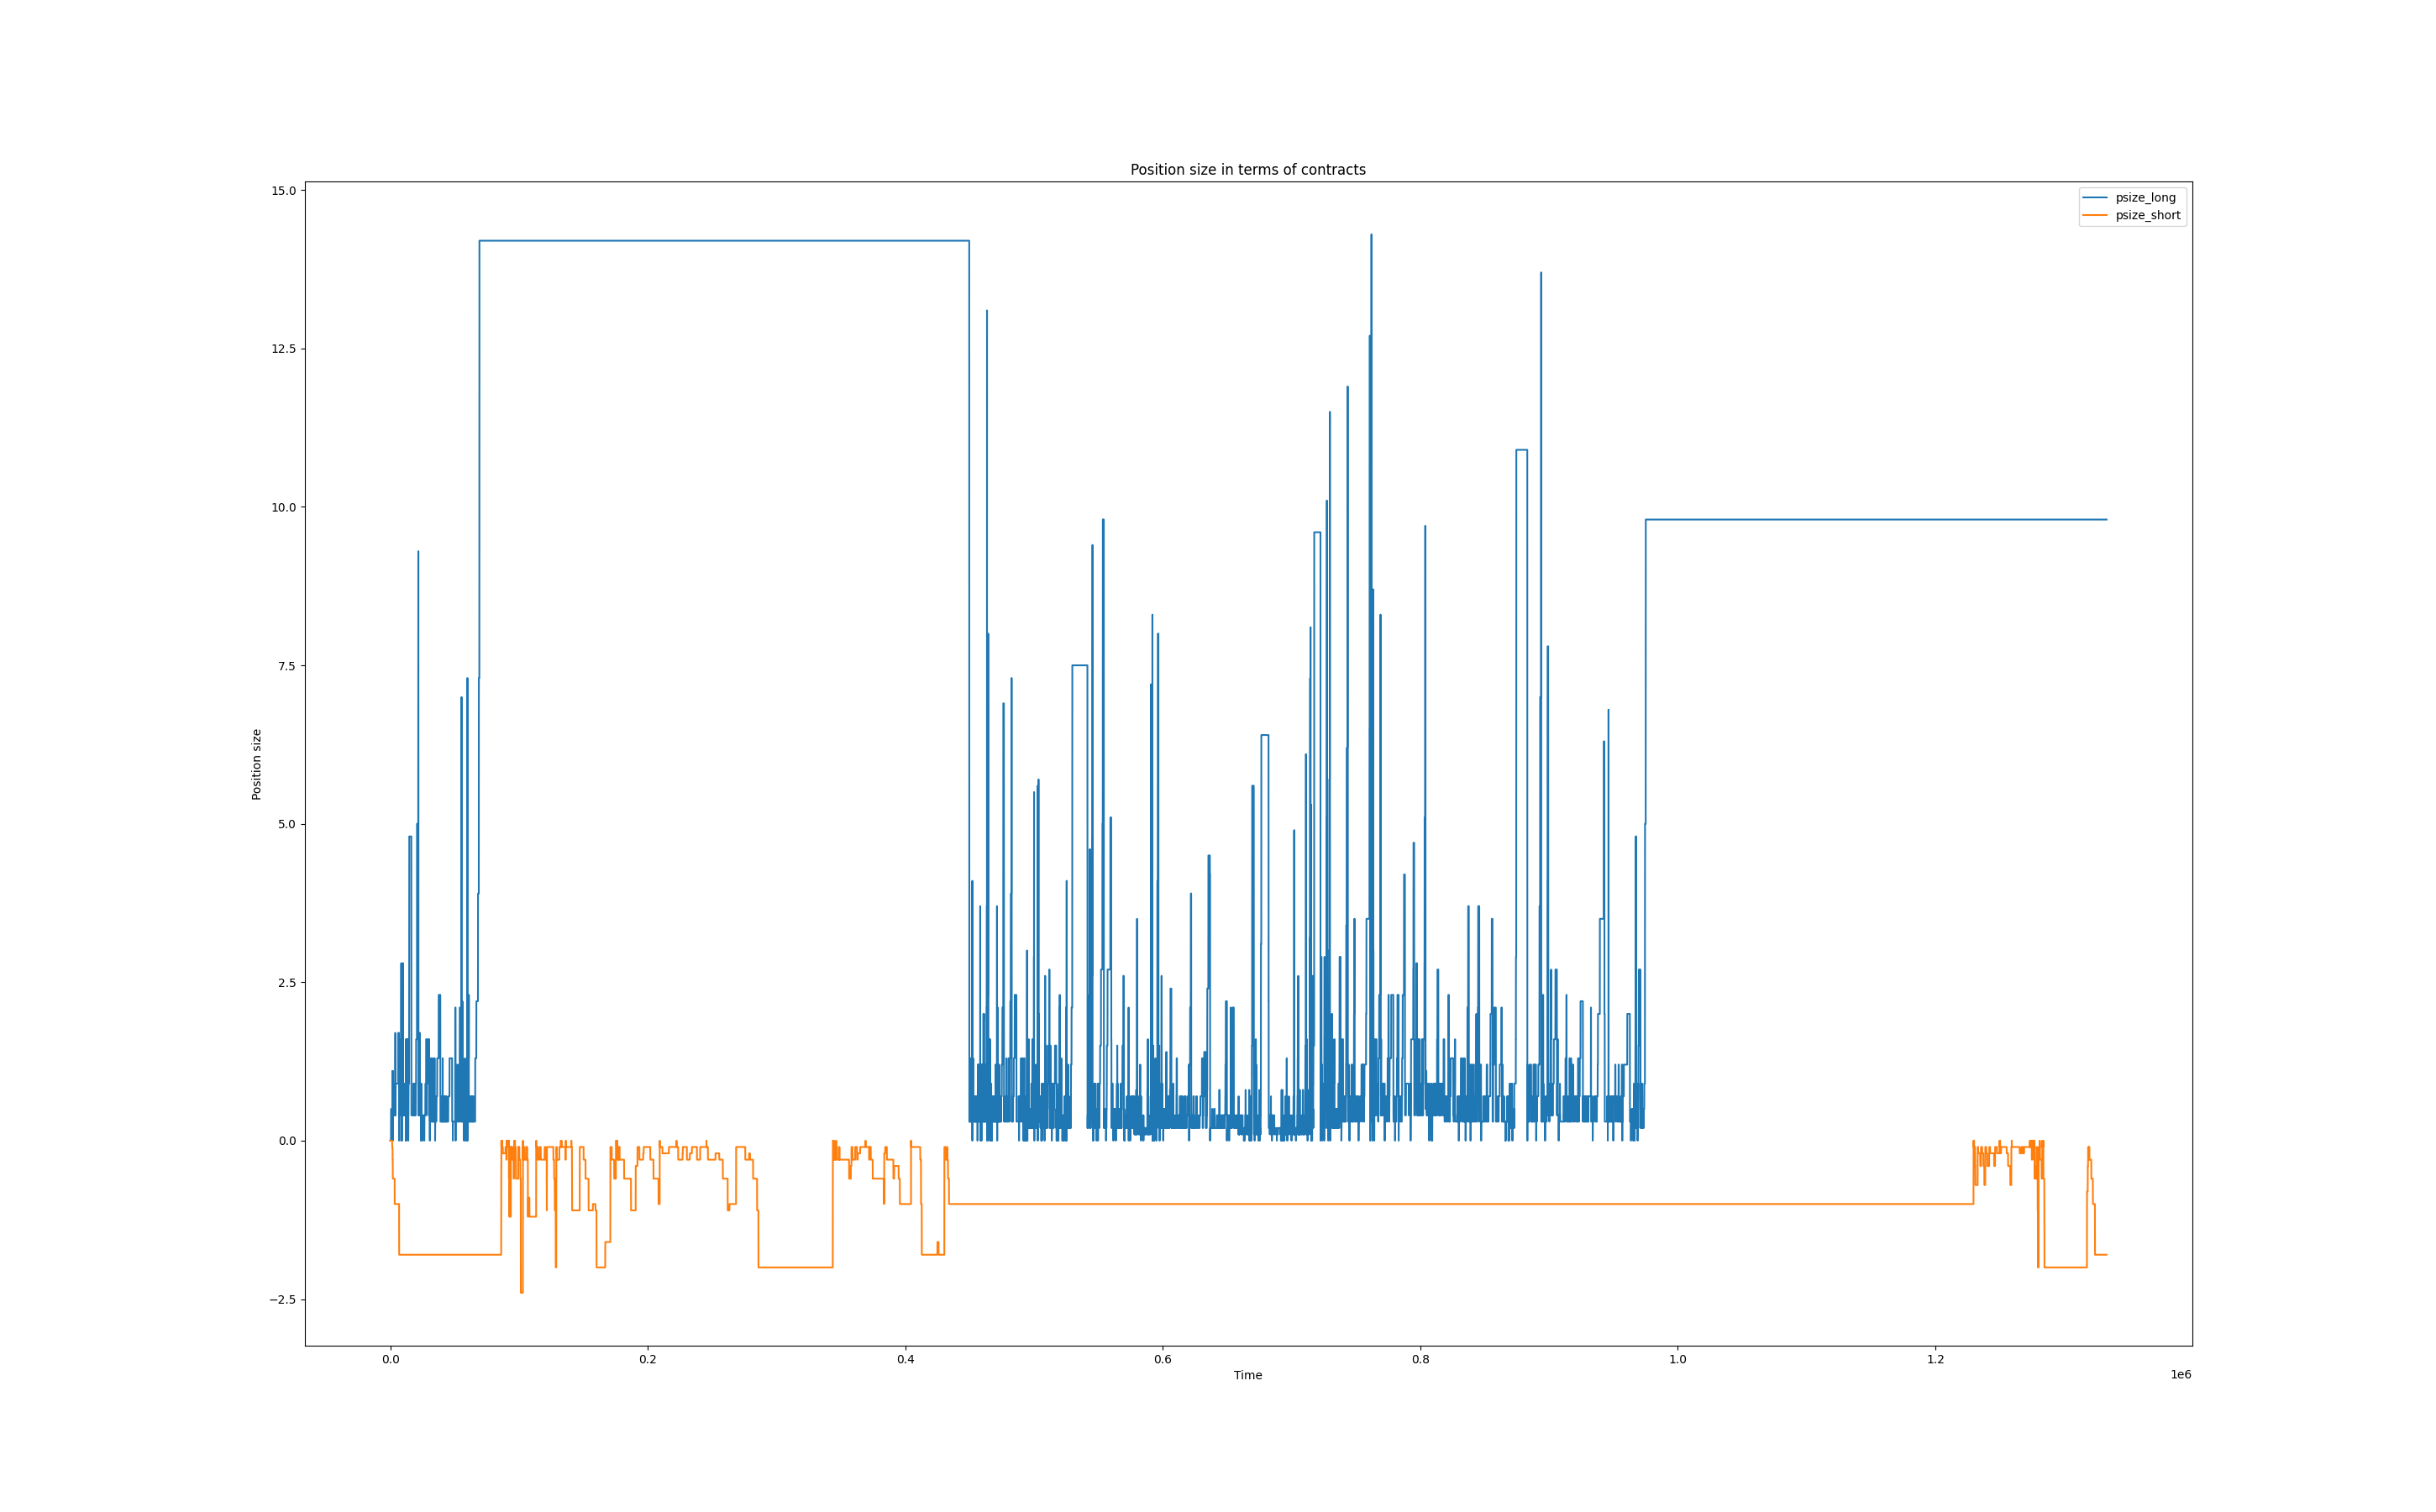 Position size in terms of contracts
psize_long
psize_short
15.0
12.5
10.0
7.5
5.0
2.5
0.0
−2.5
Position size
0.0
0.2
0.4
0.6
0.8
1.0
1.2
1e6
Time